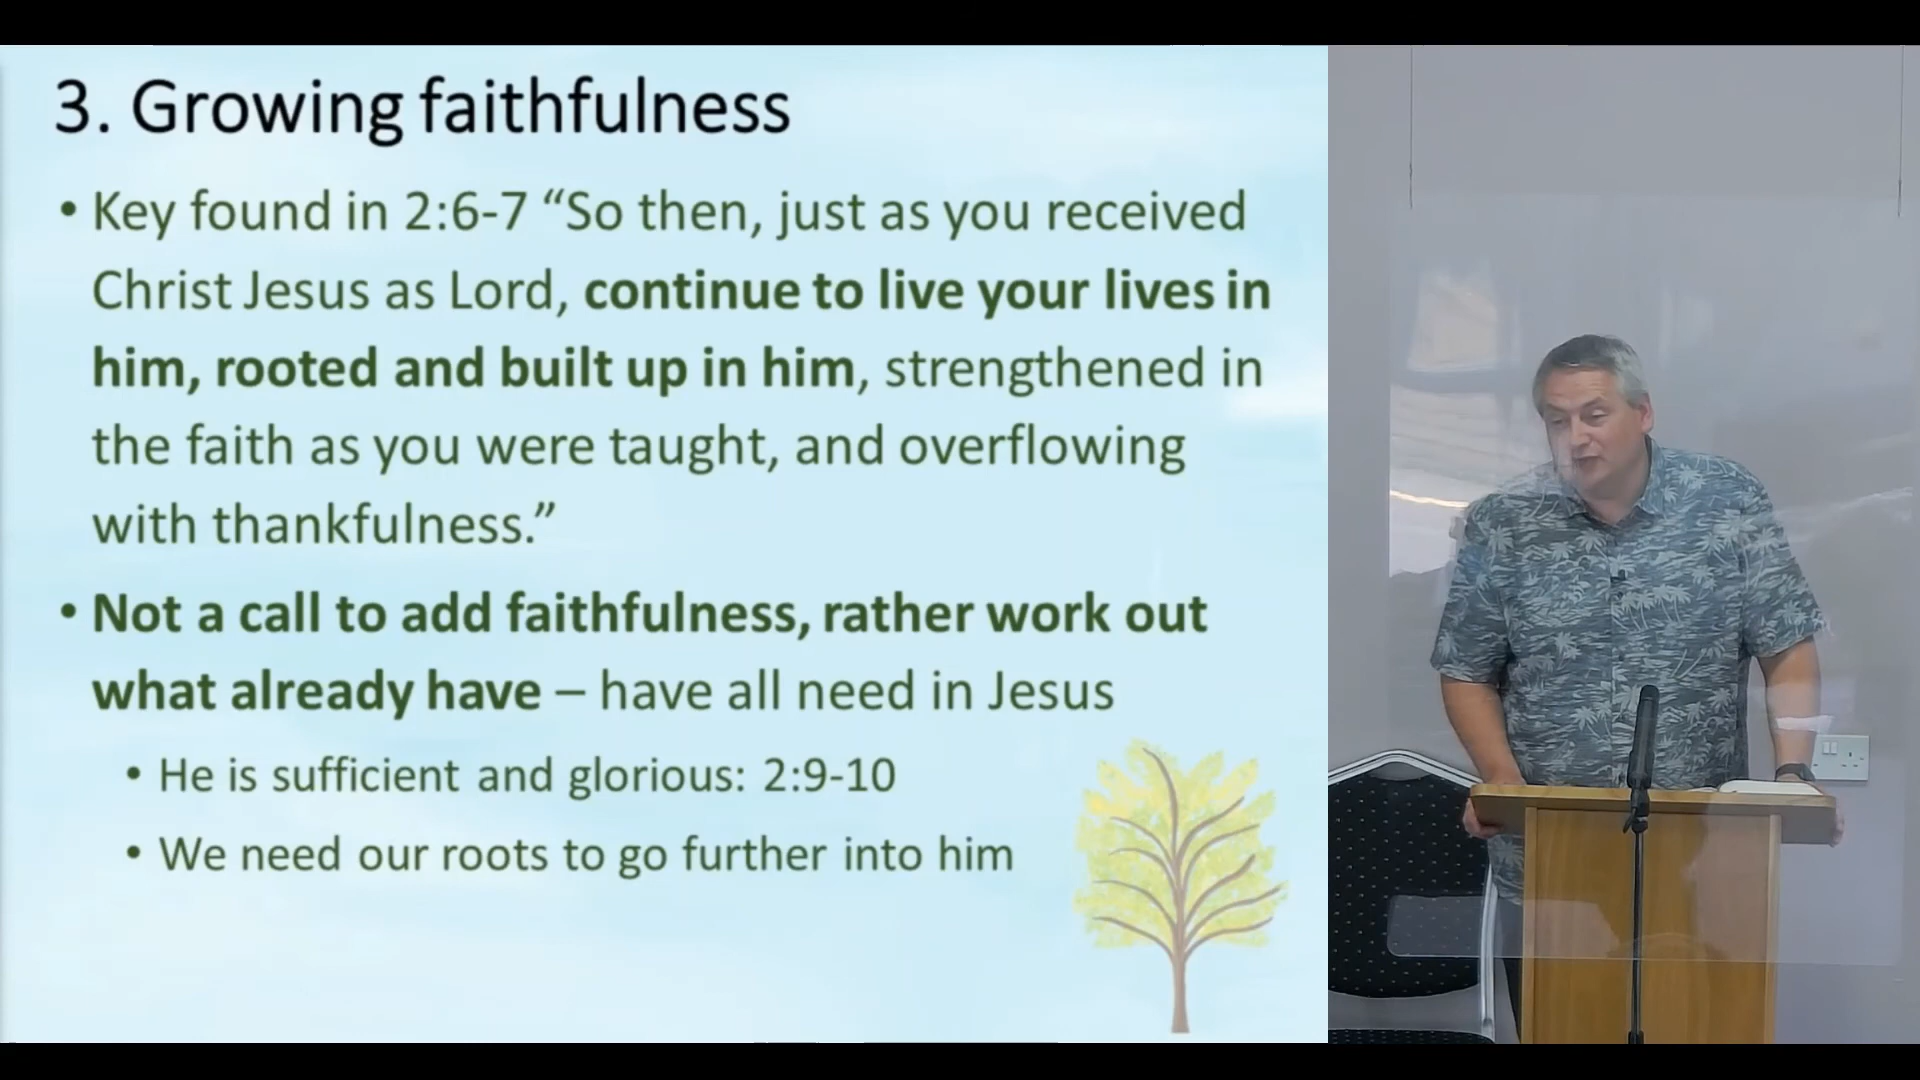 3. Growing faithfulness
• Key found in 2:6-7 “So then, just as you received
Christ Jesus as Lord, continue to live your lives in
him, rooted and built up in him, strengthened in
the faith as you were taught, and overflowing
with thankfulness.”
• Not a call to add faithfulness, rather work out
what already have – have all need in Jesus
• He is sufficient and glorious: 2:9-10
• We need our roots to go further into him